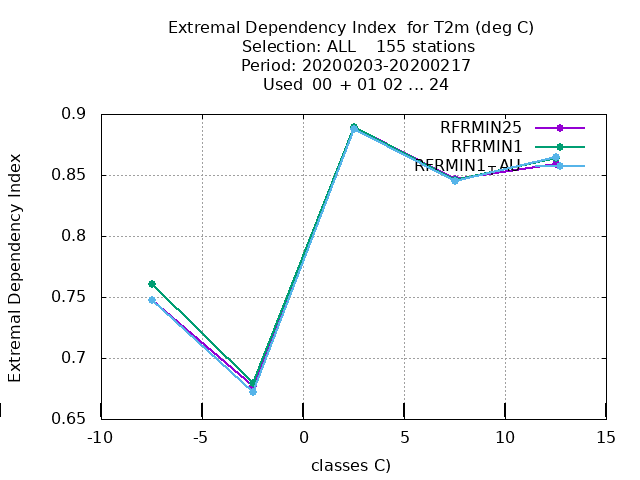 Extremal Dependency Index  for T2m (deg C)
Selection: ALL    155 stations
Period: 20200203-20200217
Used  00  + 01 02 ... 24
0.9
0.85
0.8
0.75
0.7
0.65
-10
-5
0
5
10
15
Extremal Dependency Index
classes C)
RFRMIN25
RFRMIN1
RFRMIN1TAU